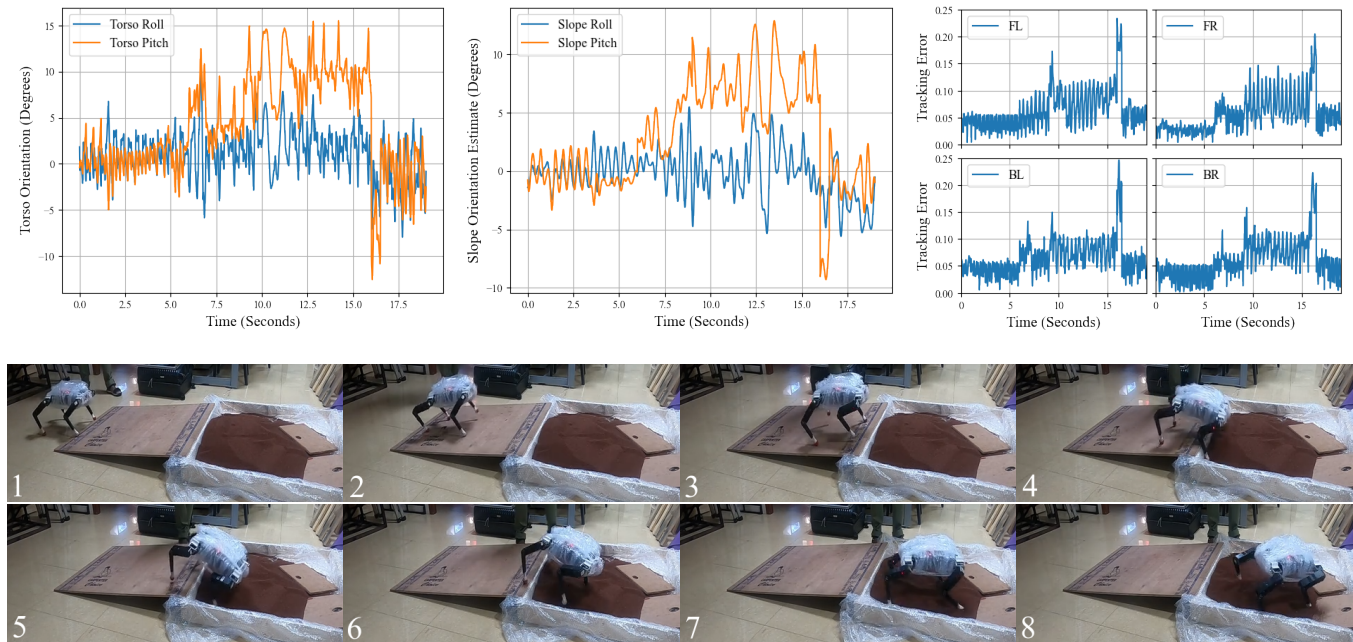 Torso Orientation (Degrees)
15
10
5
0
−5
−10
Torso Roll
Torso Pitch
0.0 2.5 5.0 7.5 10.0 12.5 15.0 17.5
Time (Seconds)
Slope Orientation Estimate (Degrees)
10
5
0
−5
−10
Slope Roll
Slope Pitch
0.0 2.5 5.0 7.5 10.0 12.5 15.0 17.5
Time (Seconds)
Tracking Error
0.25
0.20
0.15
0.10
0.05
0.00
FL
FR
Tracking Error
0.25
0.20
0.15
0.10
0.05
0.00
BL
BR
0 5 10 15
0 5 10 15
Time (Seconds)
Time (Seconds)
1
2
3
4
5
6
7
8